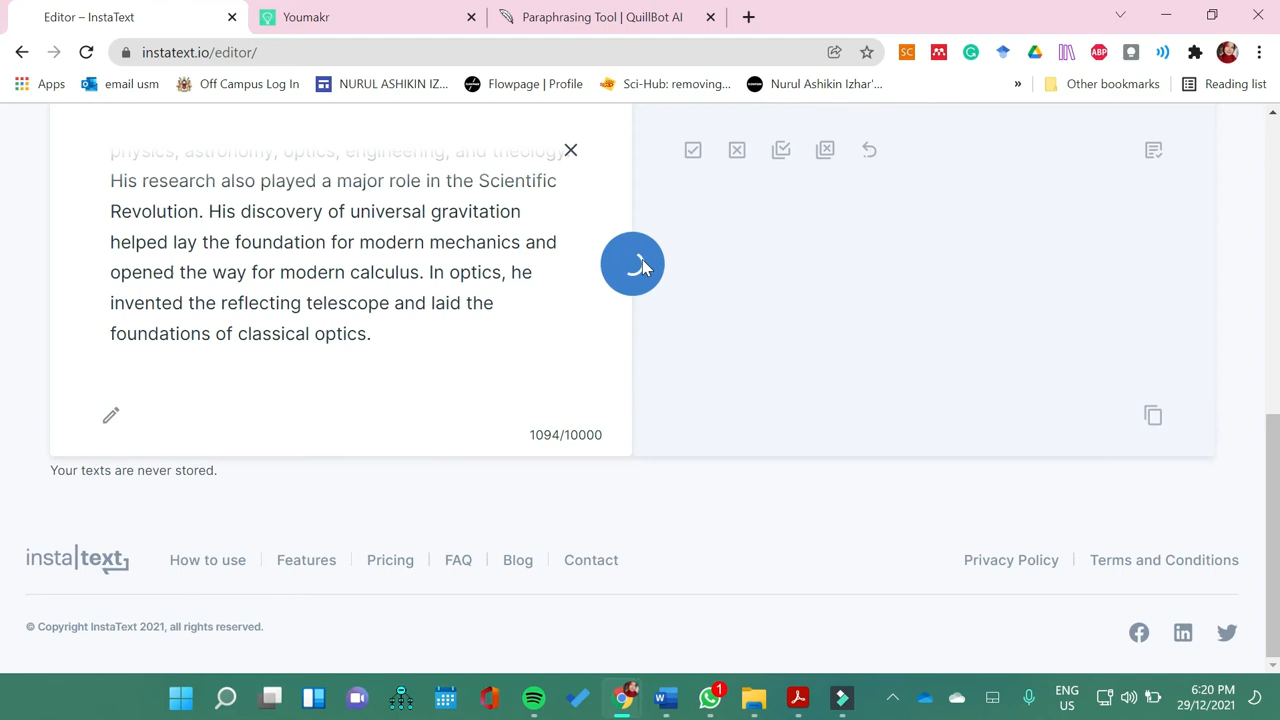 Editor – InstaText
Youmakr
Paraphrasing Tool | QuillBot AI
instatext.io/editor/
SC
ABP
Apps
email usm
Off Campus Log In
NURUL ASHIKIN IZ...
Flowpage | Profile
Sci-Hub: removing...
Nurul Ashikin Izhar'...
»
Other bookmarks
Reading list
physics, astronomy, optics, engineering, and theology.
His research also played a major role in the Scientific
Revolution. His discovery of universal gravitation
helped lay the foundation for modern mechanics and
opened the way for modern calculus. In optics, he
invented the reflecting telescope and laid the
foundations of classical optics.
1094/10000
Your texts are never stored.
insta|text
How to use
Features
Pricing
FAQ
Blog
Contact
Privacy Policy
Terms and Conditions
© Copyright InstaText 2021, all rights reserved.
1
ENG
US
6:20 PM
29/12/2021